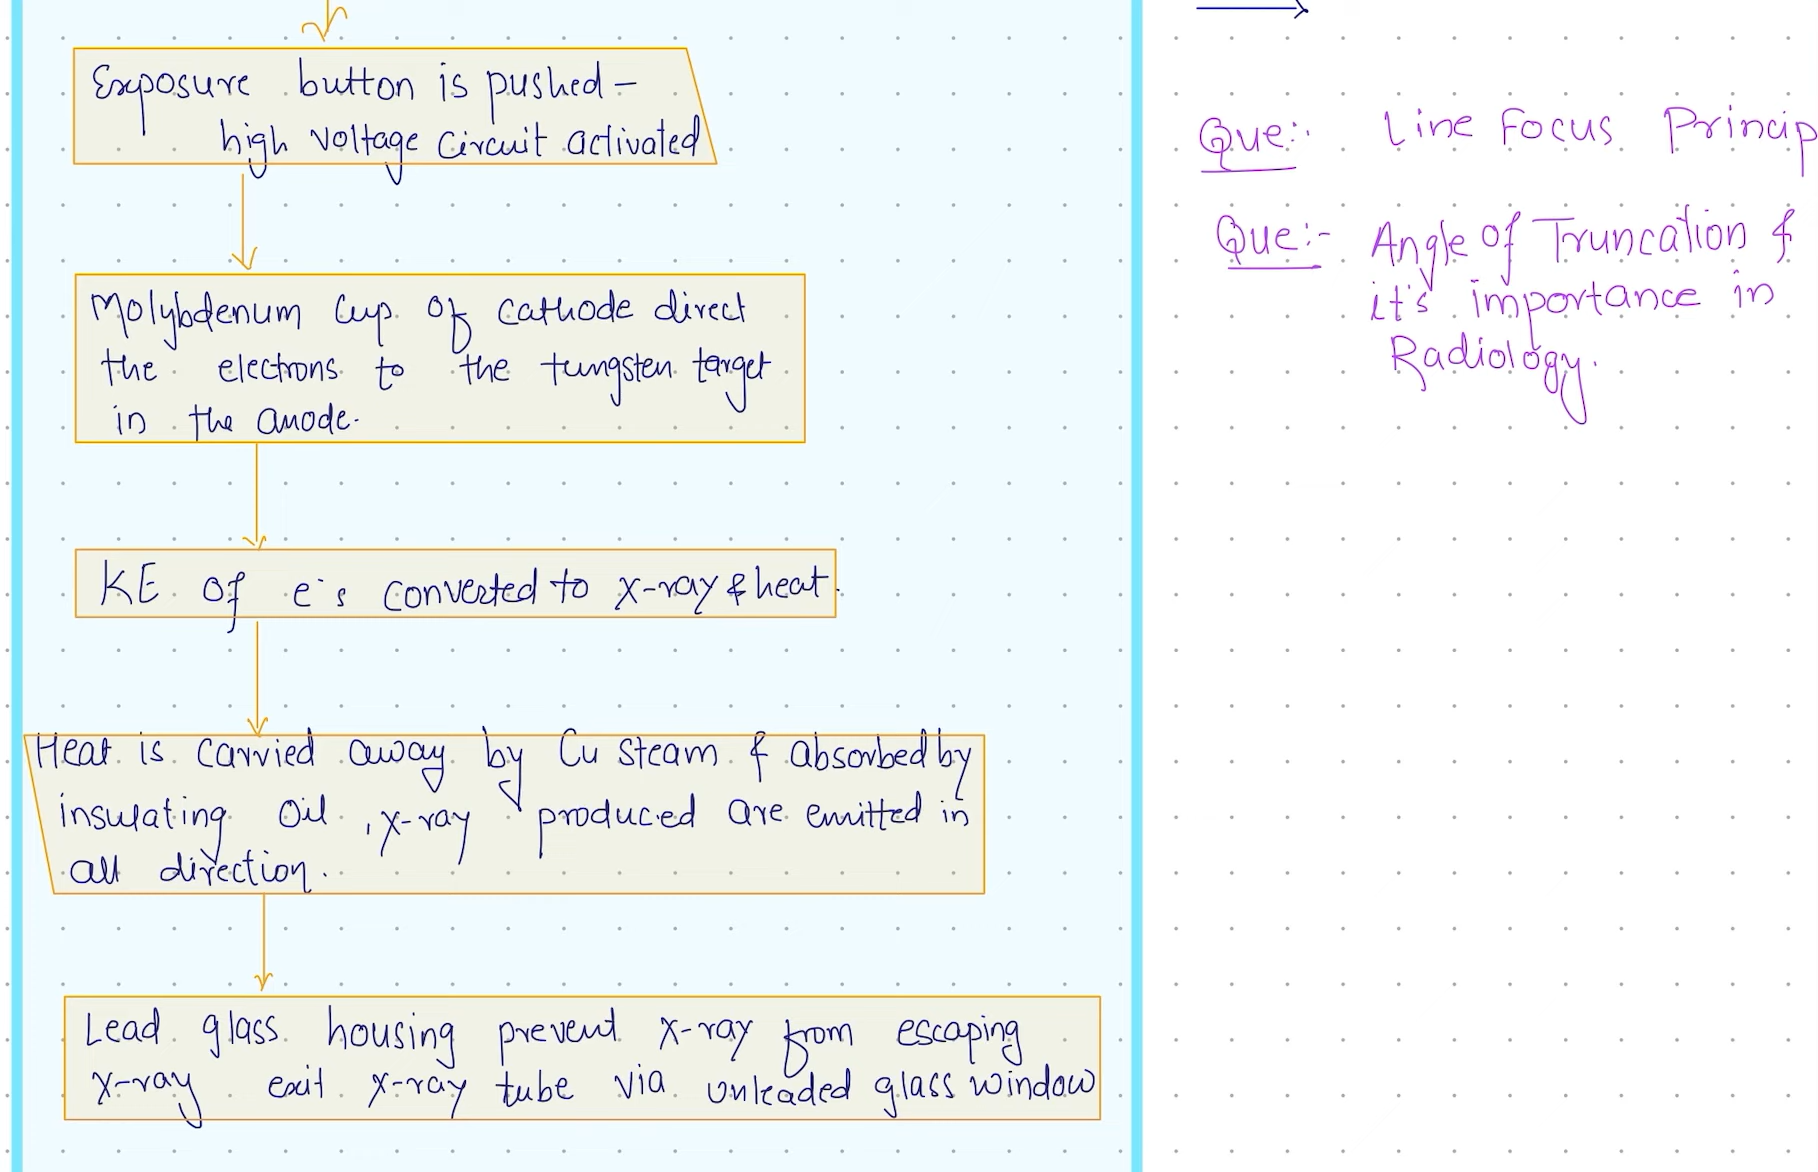 Exposure button is pushed –
high voltage circuit activated
Molybdenum Cup of cathode direct
the electrons to the tungsten target
in the anode.
KE of e's converted to x-ray & heat.
Heat is carried away by Cu steam & absorbed by
insulating oil, x-ray produced are emitted in
all direction.
Lead glass housing prevent x-ray from escaping
x-ray exit x-ray tube via unleaded glass window
Que:- Line Focus Princip
Que:- Angle of Truncation &
it's importance in
Radiology.